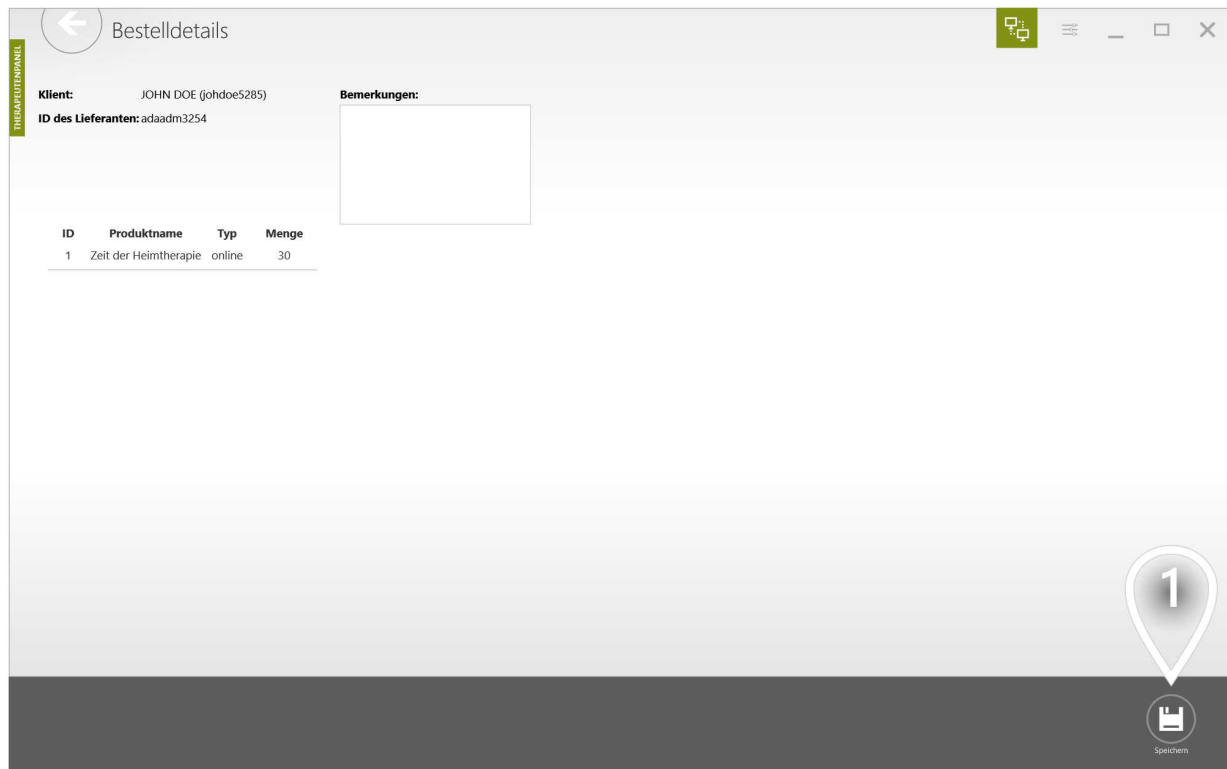 Bestelldetails
THERAPEUTENPANEL
Klient: JOHN DOE (johdoe5285)
Bemerkungen:
ID des Lieferanten: adaadm3254
ID Produktname Typ Menge
1 Zeit der Heimtherapie online 30
1
Speichern